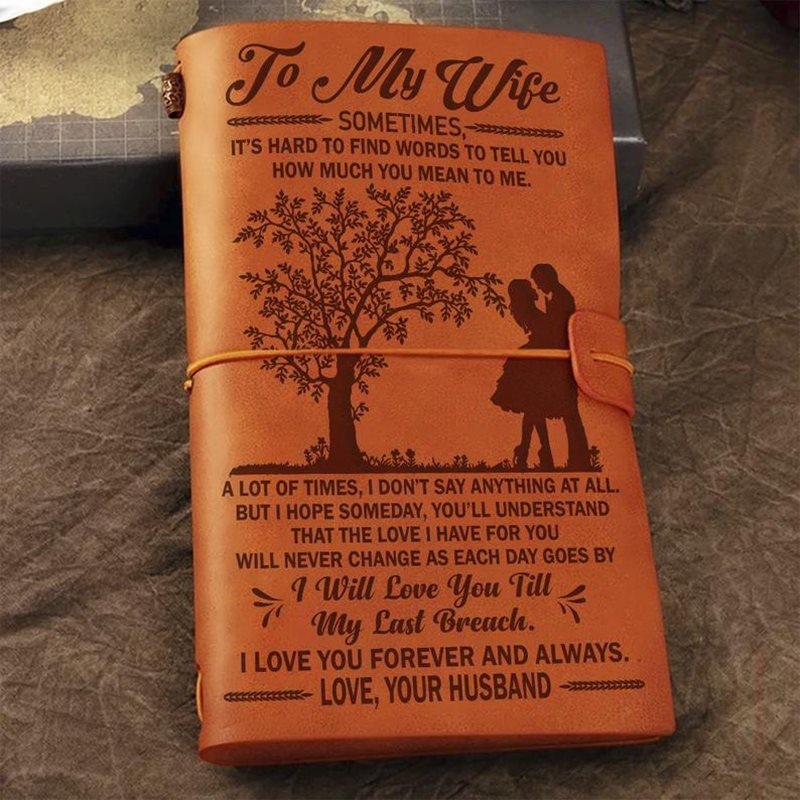 To My Wife
SOMETIMES,
IT'S HARD TO FIND WORDS TO TELL YOU
HOW MUCH YOU MEAN TO ME.
A LOT OF TIMES, I DON'T SAY ANYTHING AT ALL.
BUT I HOPE SOMEDAY, YOU'LL UNDERSTAND
THAT THE LOVE I HAVE FOR YOU
WILL NEVER CHANGE AS EACH DAY GOES BY
I Will Love You Till
My Last Breach.
I LOVE YOU FOREVER AND ALWAYS.
LOVE, YOUR HUSBAND